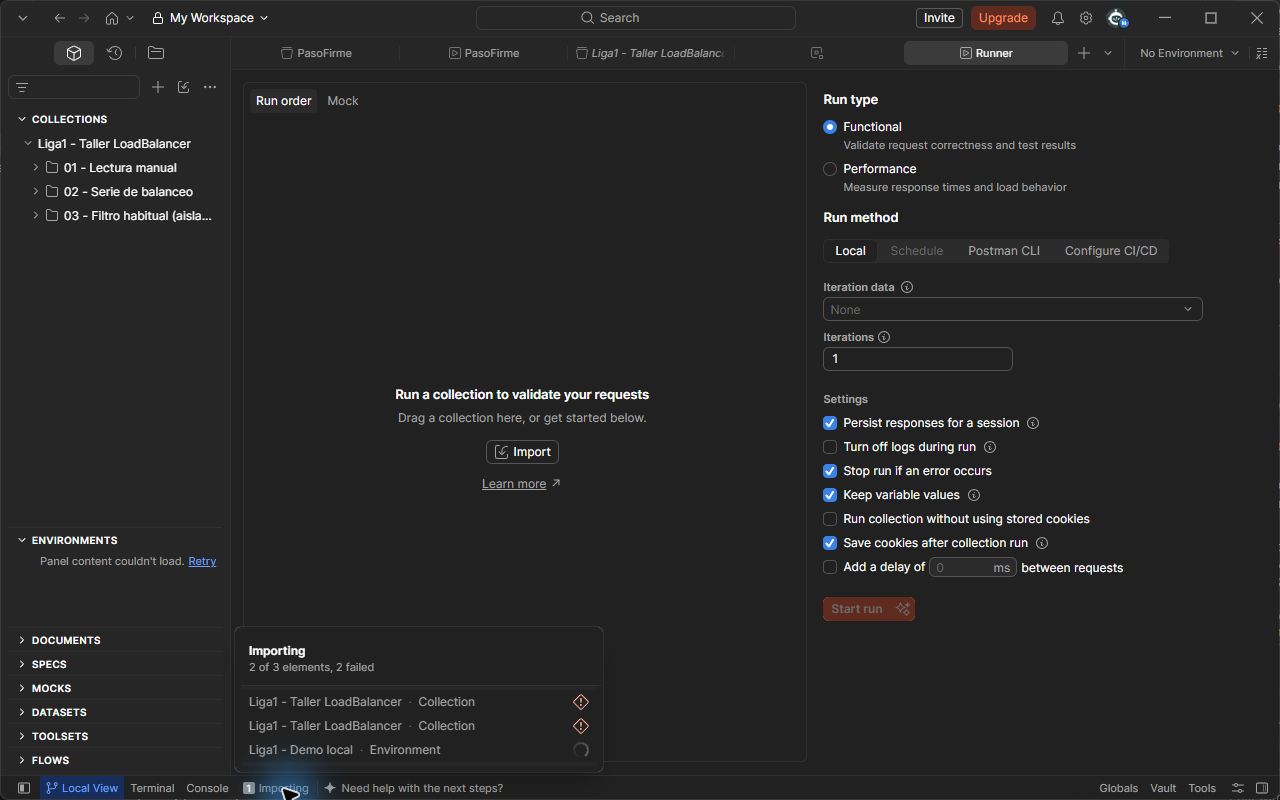 My Workspace
Search
Invite
Upgrade
PasoFirme
PasoFirme
Liga1 - Taller LoadBalanc
Runner
No Environment
COLLECTIONS
Liga1 - Taller LoadBalancer
01 - Lectura manual
02 - Serie de balanceo
03 - Filtro habitual (aisla...
ENVIRONMENTS
Panel content couldn't load. Retry
DOCUMENTS
SPECS
MOCKS
DATASETS
TOOLSETS
FLOWS
Run order
Mock
Run a collection to validate your requests
Drag a collection here, or get started below.
Import
Learn more
Run type
Functional
Validate request correctness and test results
Performance
Measure response times and load behavior
Run method
Local
Schedule
Postman CLI
Configure CI/CD
Iteration data
None
Iterations
1
Settings
Persist responses for a session
Turn off logs during run
Stop run if an error occurs
Keep variable values
Run collection without using stored cookies
Save cookies after collection run
Add a delay of 0 ms between requests
Start run
Importing
2 of 3 elements, 2 failed
Liga1 - Taller LoadBalancer · Collection
Liga1 - Taller LoadBalancer · Collection
Liga1 - Demo local · Environment
Local View
Terminal
Console
1 Importing
Need help with the next steps?
Globals
Vault
Tools